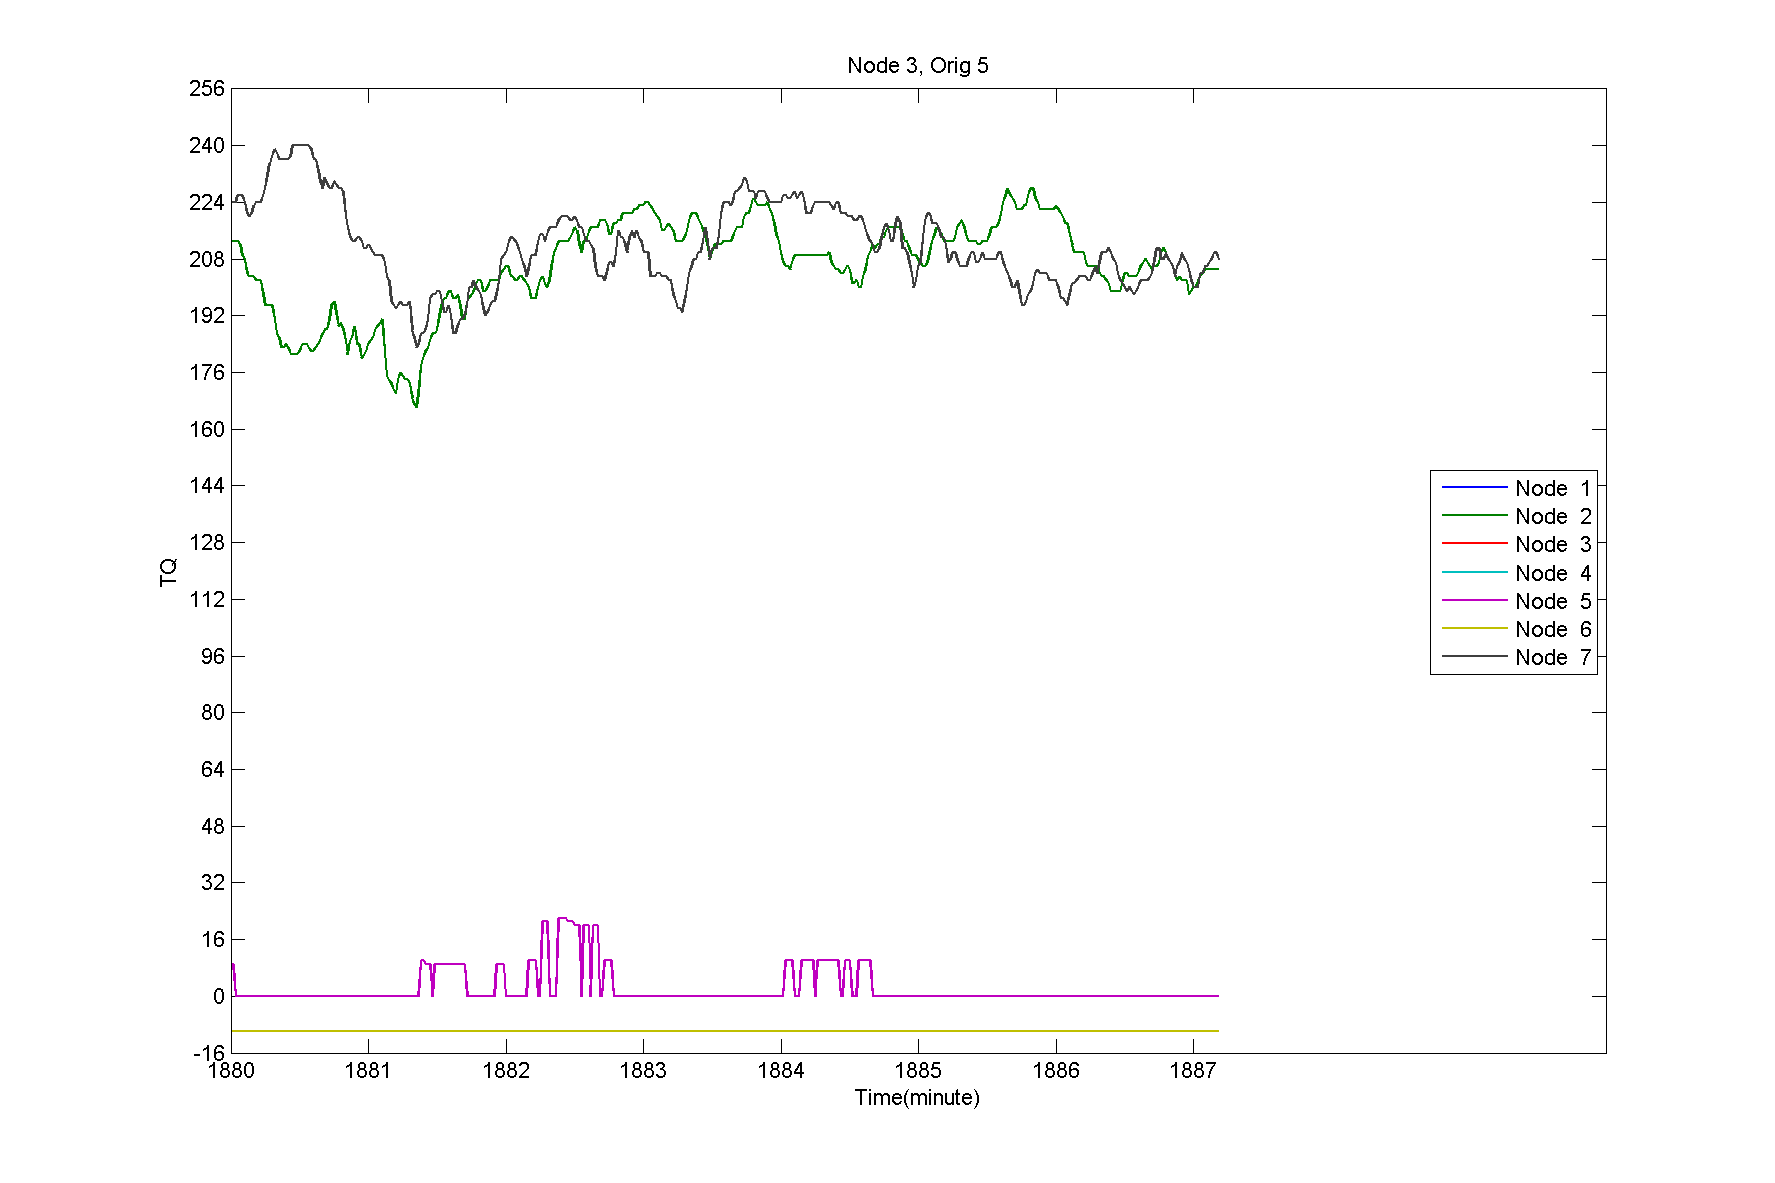 Node 3, Orig 5
256
240
224
208
192
176
160
144
128
112
96
80
64
48
32
16
0
-16
TQ
1880 1881 1882 1883 1884 1885 1886 1887
Time(minute)
Node 1
Node 2
Node 3
Node 4
Node 5
Node 6
Node 7